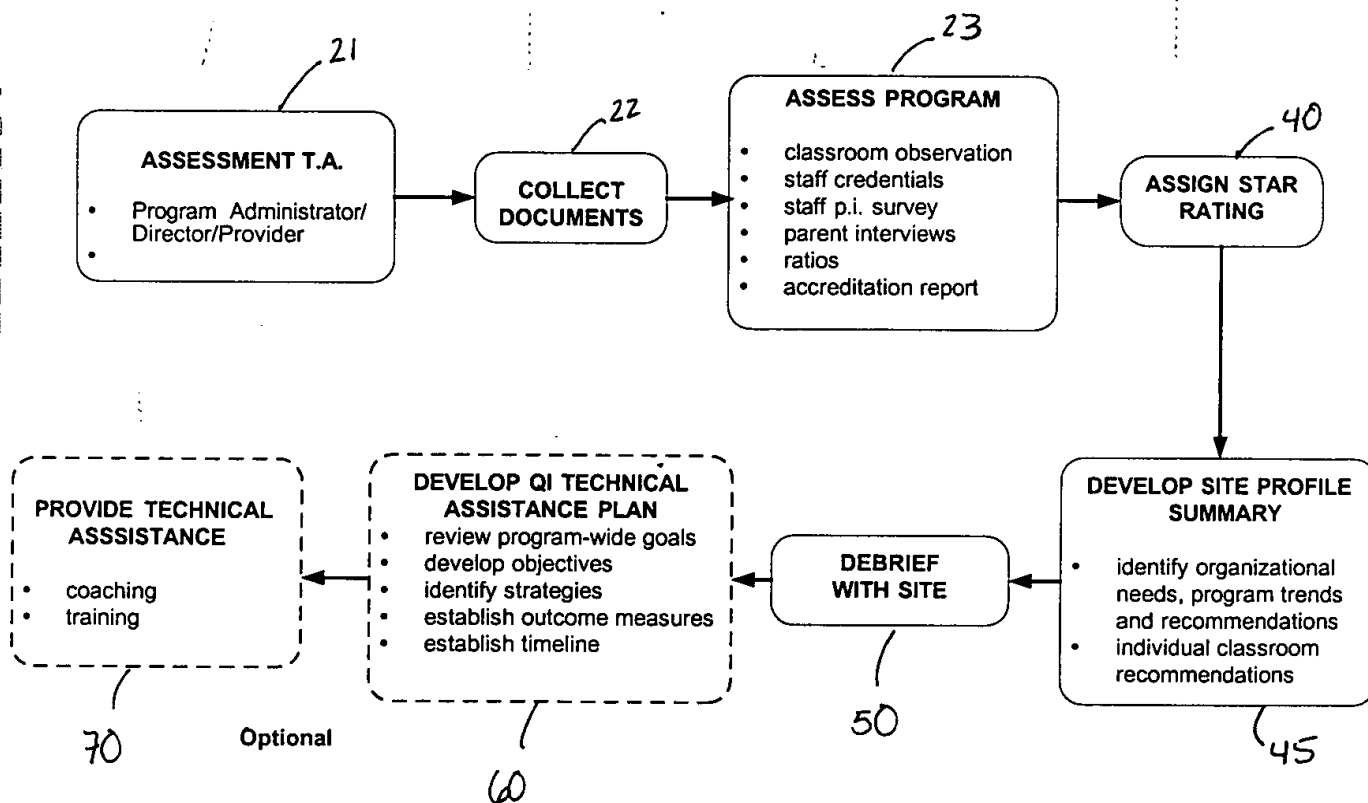 21
ASSESSMENT T.A.
• Program Administrator/
Director/Provider
•
22
COLLECT
DOCUMENTS
23
ASSESS PROGRAM
• classroom observation
• staff credentials
• staff p.i. survey
• parent interviews
• ratios
• accreditation report
40
ASSIGN STAR
RATING
PROVIDE TECHNICAL
ASSSISTANCE
• coaching
• training
70
Optional
DEVELOP QI TECHNICAL
ASSISTANCE PLAN
• review program-wide goals
• develop objectives
• identify strategies
• establish outcome measures
• establish timeline
60
DEBRIEF
WITH SITE
50
DEVELOP SITE PROFILE
SUMMARY
• identify organizational
needs, program trends
and recommendations
• individual classroom
recommendations
45